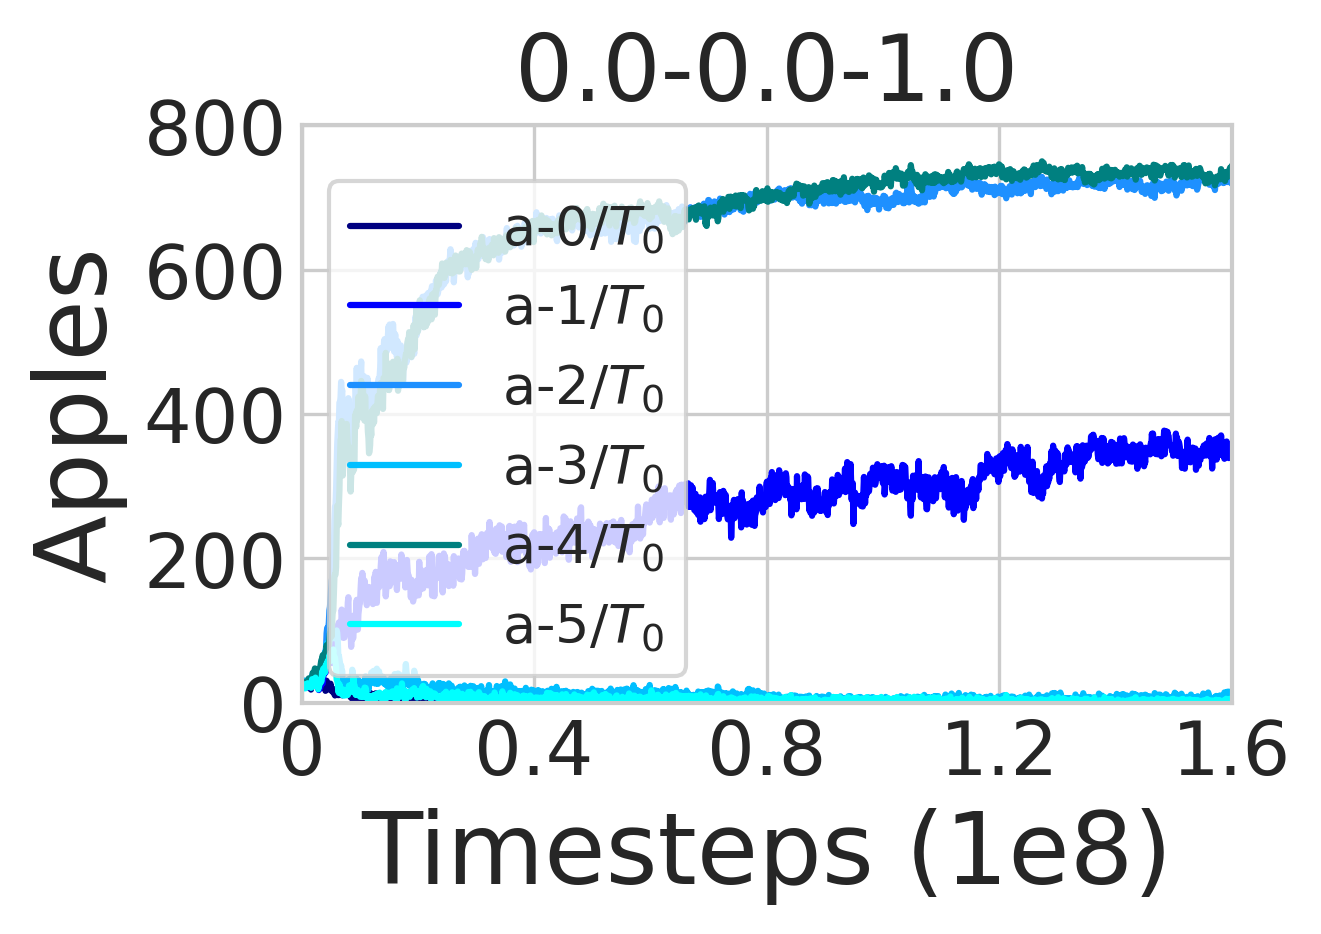 0.0-0.0-1.0
800
600
400
200
0
Apples
a-0/T₀
a-1/T₀
a-2/T₀
a-3/T₀
a-4/T₀
a-5/T₀
0 0.4 0.8 1.2 1.6
Timesteps (1e8)